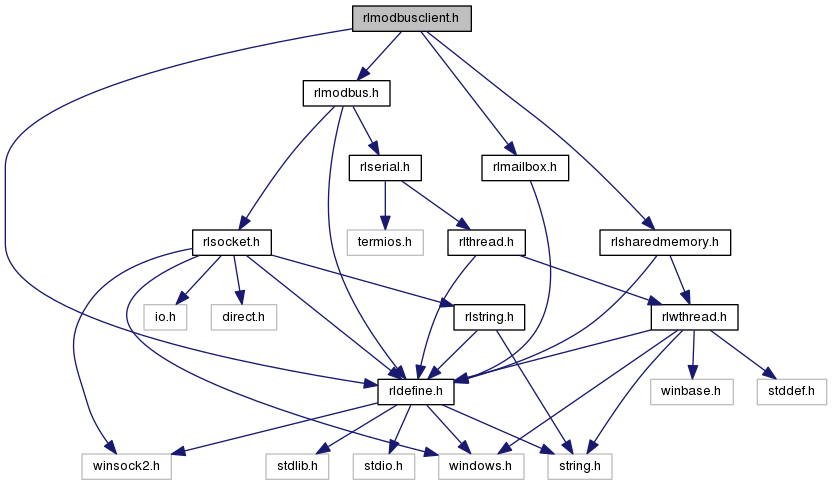 rlmodbusclient.h
rlmodbus.h
rlserial.h
rlmailbox.h
rlsocket.h
termios.h
rlthread.h
rlsharedmemory.h
io.h
direct.h
rlstring.h
rlwthread.h
rldefine.h
winbase.h
stddef.h
winsock2.h
stdlib.h
stdio.h
windows.h
string.h